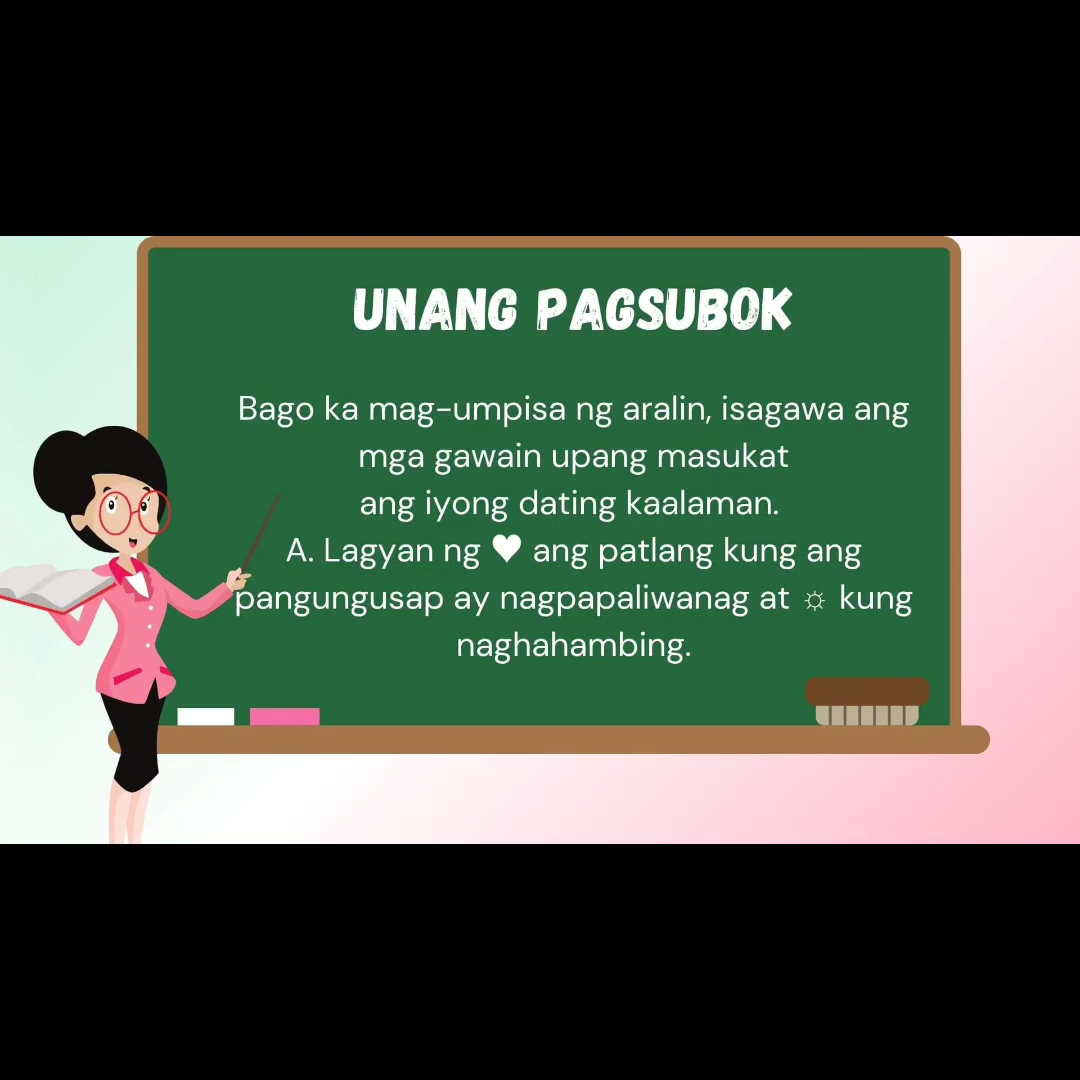 UNANG PAGSUBOK
Bago ka mag-umpisa ng aralin, isagawa ang
mga gawain upang masukat
ang iyong dating kaalaman.
A. Lagyan ng ♥ ang patlang kung ang
pangungusap ay nagpapaliwanag at ☼ kung
naghahambing.